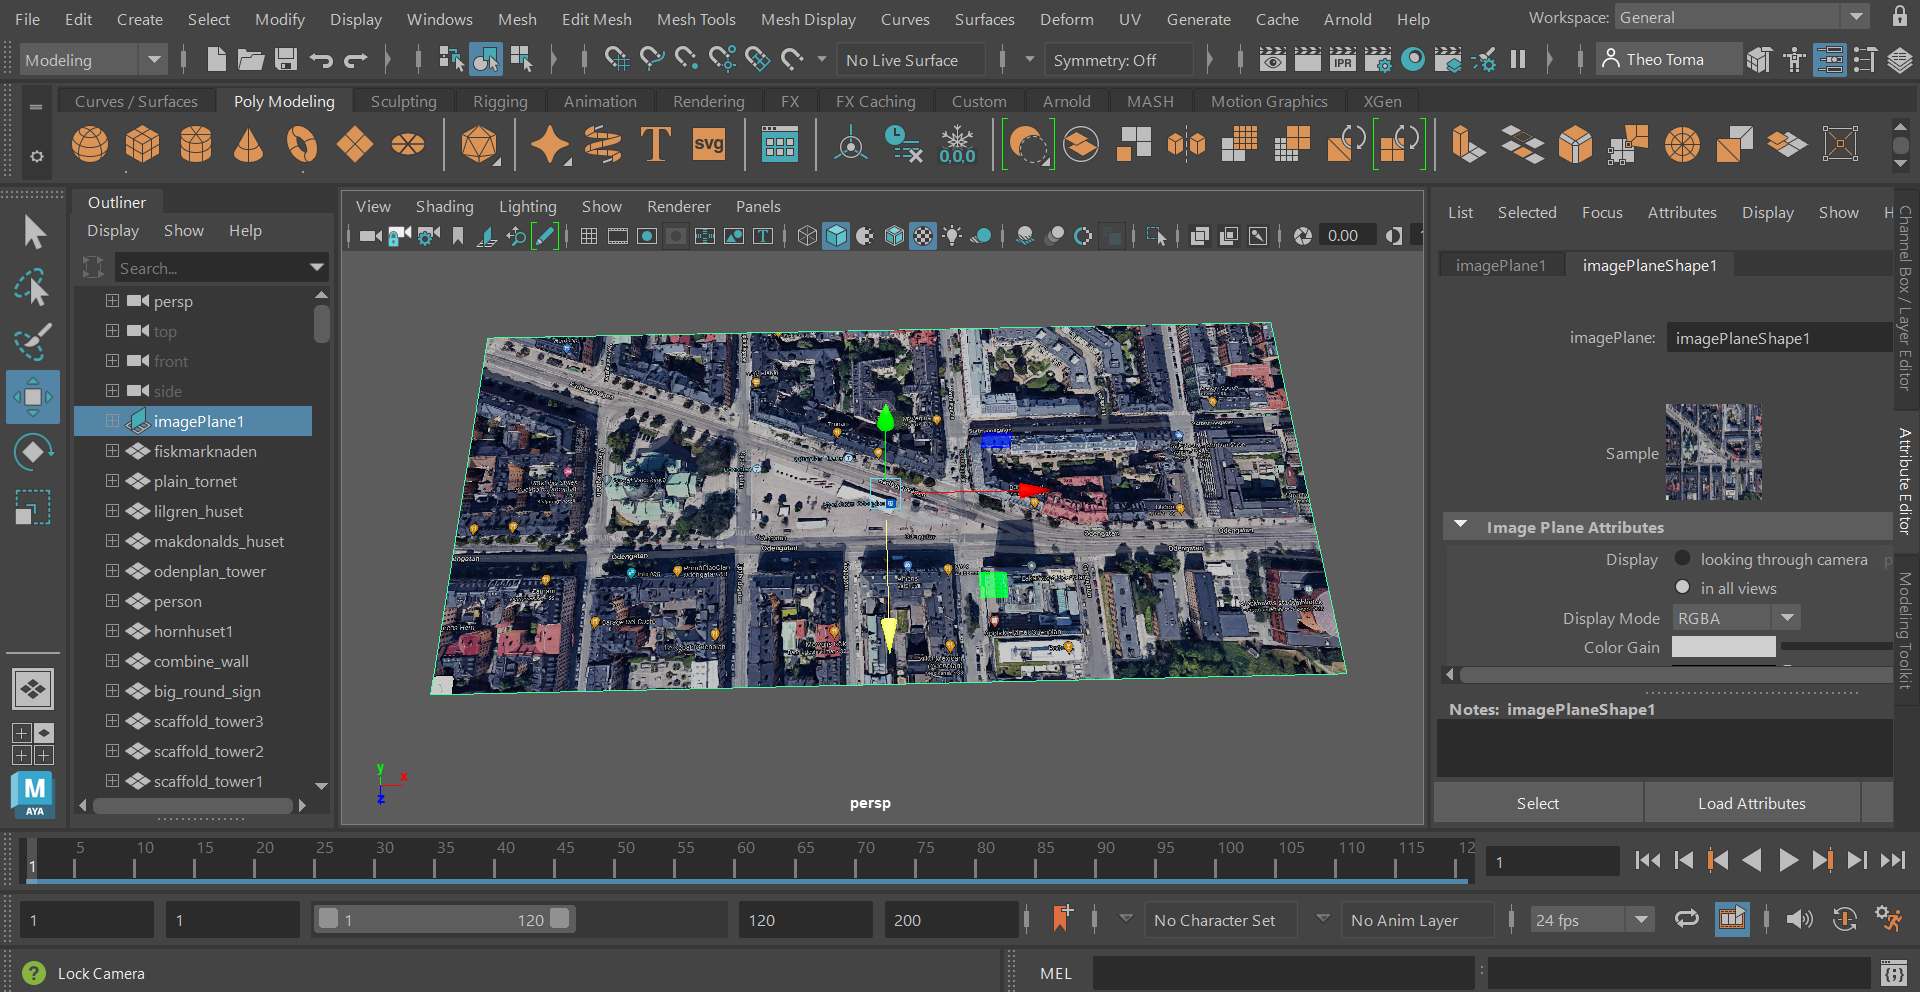 File Edit Create Select Modify Display Windows Mesh Edit Mesh Mesh Tools Mesh Display Curves Surfaces Deform UV Generate Cache Arnold Help Workspace: General
Modeling No Live Surface Symmetry: Off IPR Theo Toma
Curves / Surfaces Poly Modeling Sculpting Rigging Animation Rendering FX FX Caching Custom Arnold MASH Motion Graphics XGen
T svg 0,0,0
Outliner
Display Show Help
Search...
persp
top
front
side
imagePlane1
fiskmarknaden
plain_tornet
lilgren_huset
makdonalds_huset
odenplan_tower
person
hornhuset1
combine_wall
big_round_sign
scaffold_tower3
scaffold_tower2
scaffold_tower1
M
AYA
View Shading Lighting Show Renderer Panels
0.00 1
Odengatan
Odengatan
Odengatan
Odengatan
y
x
z
persp
List Selected Focus Attributes Display Show H
imagePlane1 imagePlaneShape1
imagePlane: imagePlaneShape1
Sample
Image Plane Attributes
Display looking through camera p
in all views
Display Mode RGBA
Color Gain
Notes: imagePlaneShape1
Select Load Attributes
Channel Box / Layer Editor
Attribute Editor
Modeling Toolkit
1 5 10 15 20 25 30 35 40 45 50 55 60 65 70 75 80 85 90 95 100 105 110 115 12 1
1 1 1 120 120 200 No Character Set No Anim Layer 24 fps
? Lock Camera MEL